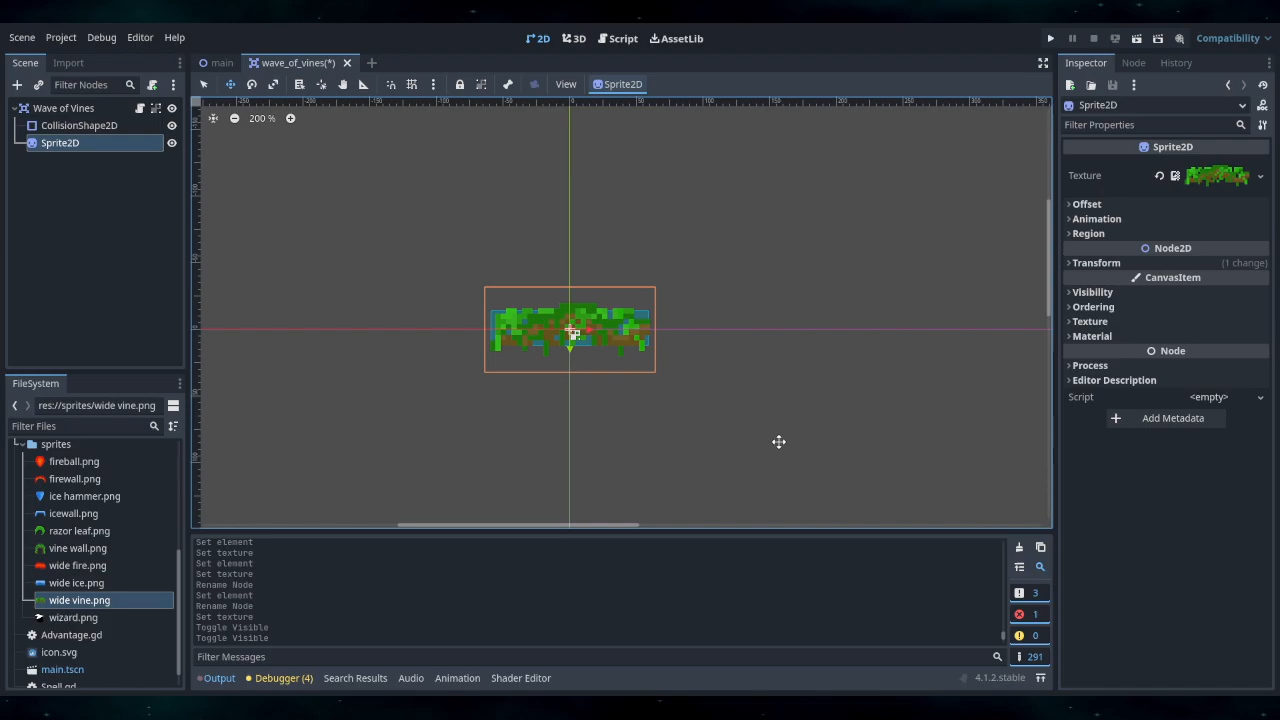 Scene Project Debug Editor Help
2D 3D Script AssetLib
Compatibility
Scene Import
main wave_of_vines(*)
Inspector Node History
Filter Nodes
View Sprite2D
Wave of Vines
CollisionShape2D
Sprite2D
200 %
Sprite2D
Filter Properties
Sprite2D
Texture
Offset
Animation
Region
Node2D
Transform (1 change)
CanvasItem
Visibility
Ordering
Texture
Material
Node
Process
Editor Description
Script <empty>
Add Metadata
FileSystem
res://sprites/wide vine.png
Filter Files
sprites
fireball.png
firewall.png
ice hammer.png
icewall.png
razor leaf.png
vine wall.png
wide fire.png
wide ice.png
wide vine.png
wizard.png
Advantage.gd
icon.svg
main.tscn
Spell.gd
Set element
Set texture
Set element
Set texture
Rename Node
Set element
Rename Node
Set texture
Toggle Visible
Toggle Visible
3
1
0
291
Filter Messages
Output Debugger (4) Search Results Audio Animation Shader Editor
4.1.2.stable